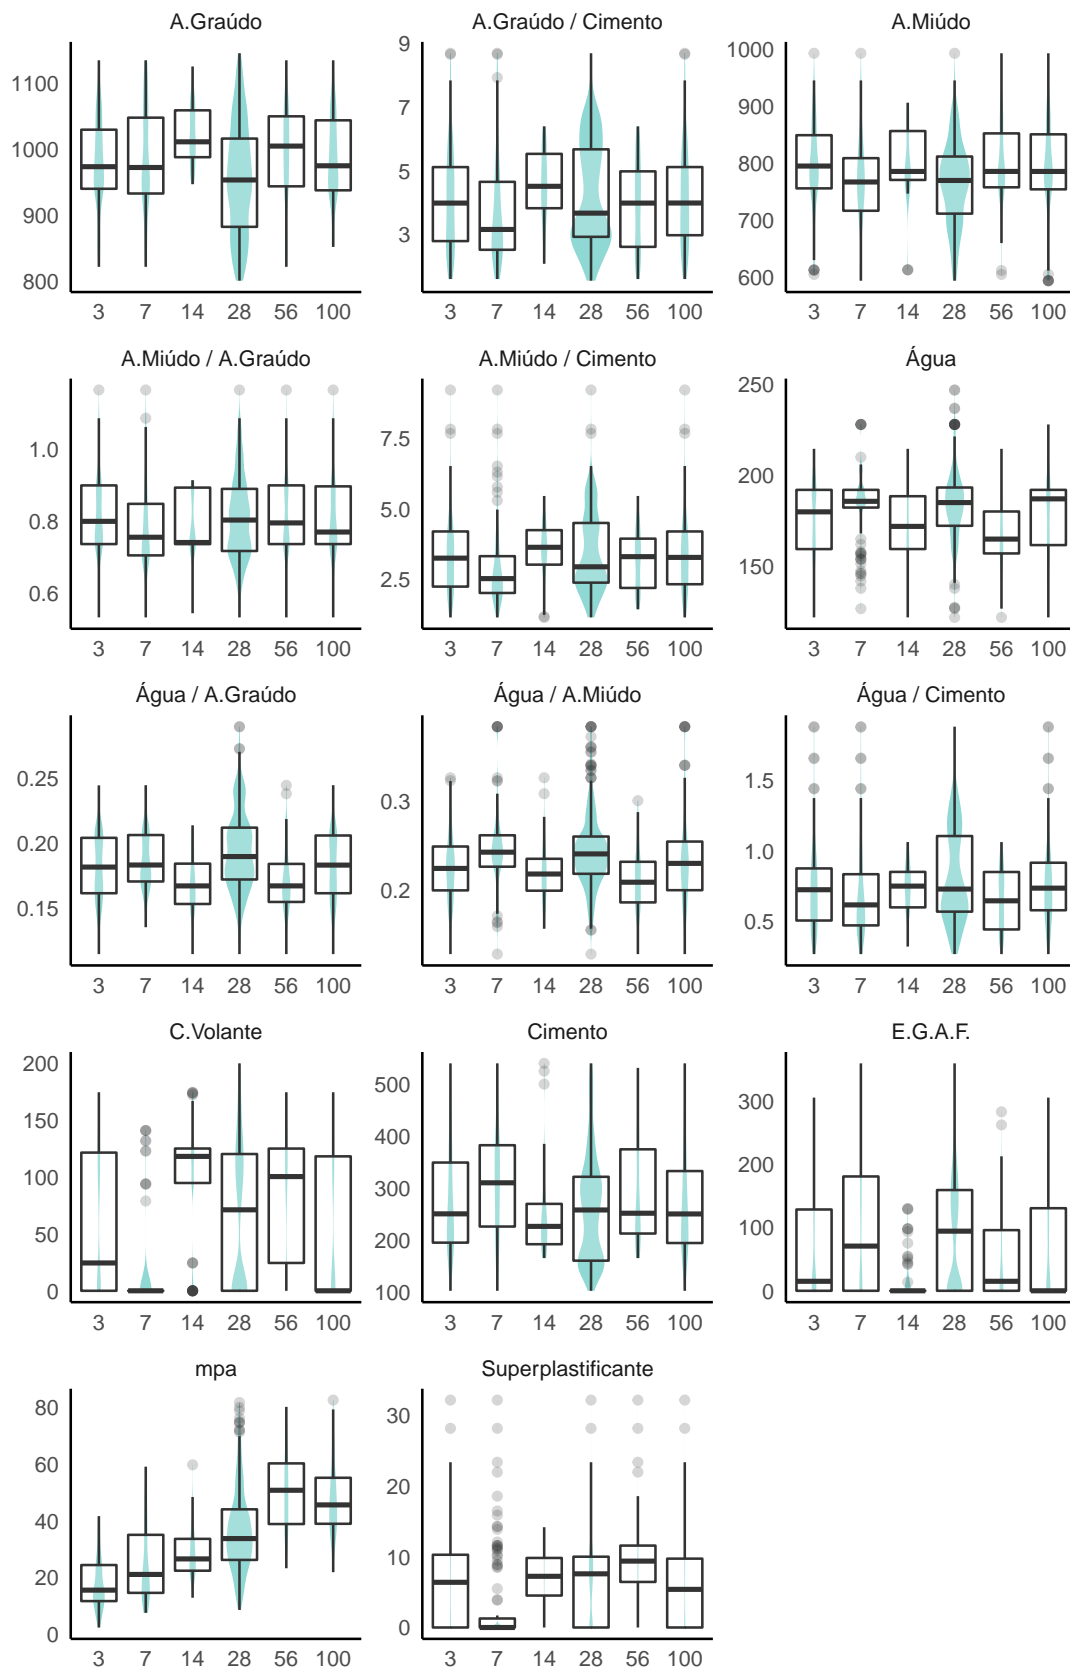 A.Graúdo
1100
1000
900
800
3 7 14 28 56 100
A.Graúdo / Cimento
9
7
5
3
3 7 14 28 56 100
A.Miúdo
1000
900
800
700
600
3 7 14 28 56 100
A.Miúdo / A.Graúdo
1.0
0.8
0.6
3 7 14 28 56 100
A.Miúdo / Cimento
7.5
5.0
2.5
3 7 14 28 56 100
Água
250
200
150
3 7 14 28 56 100
Água / A.Graúdo
0.25
0.20
0.15
3 7 14 28 56 100
Água / A.Miúdo
0.3
0.2
3 7 14 28 56 100
Água / Cimento
1.5
1.0
0.5
3 7 14 28 56 100
C.Volante
200
150
100
50
0
3 7 14 28 56 100
Cimento
500
400
300
200
100
3 7 14 28 56 100
E.G.A.F.
300
200
100
0
3 7 14 28 56 100
mpa
80
60
40
20
0
3 7 14 28 56 100
Superplastificante
30
20
10
0
3 7 14 28 56 100